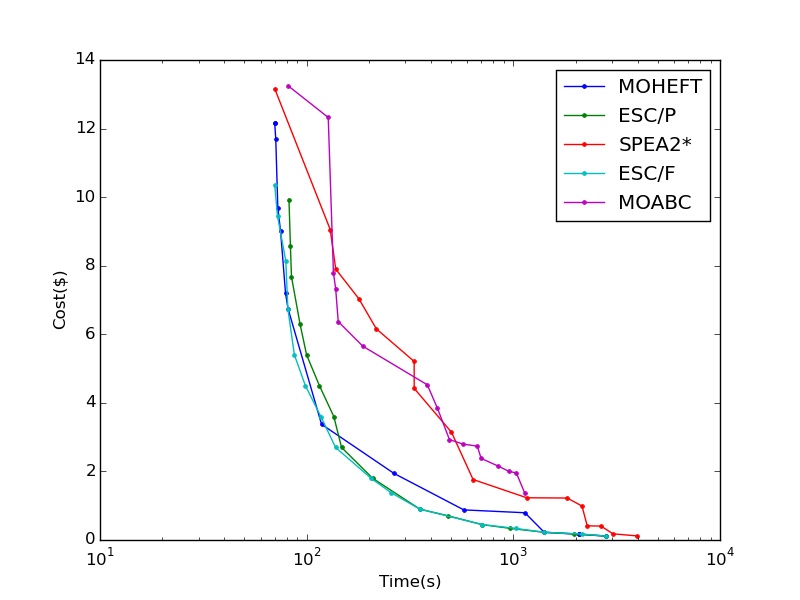 14
12
10
8
6
4
2
0
10¹
10²
10³
10⁴
Cost($)
Time(s)
MOHEFT
ESC/P
SPEA2*
ESC/F
MOABC